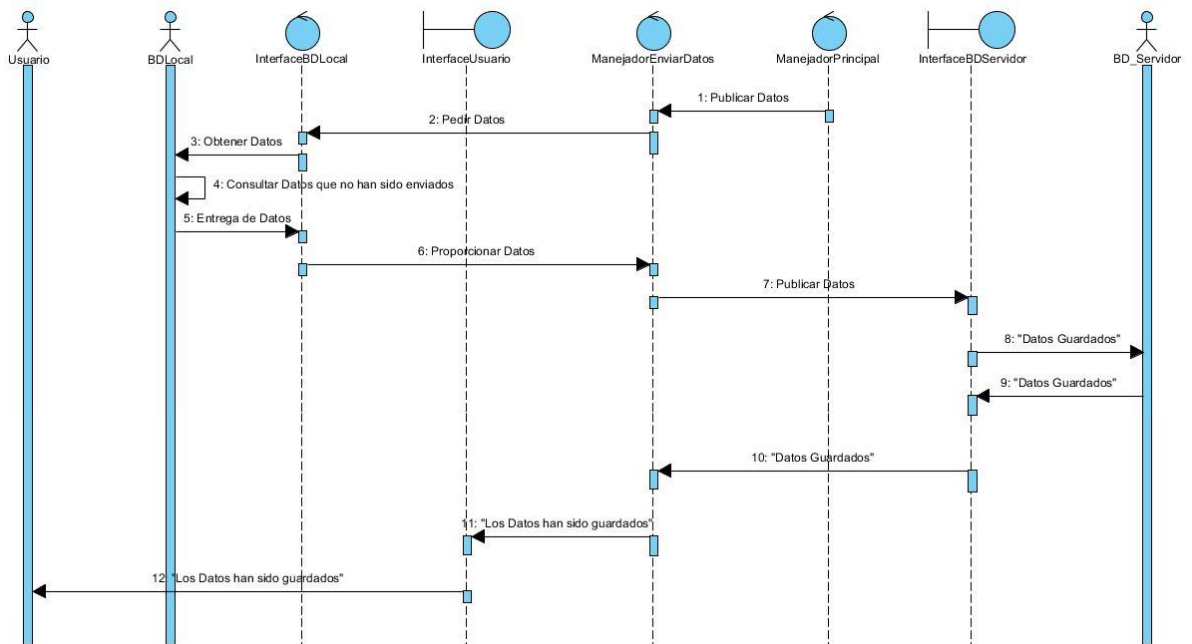 Usuario
BDLocal
InterfaceBDLocal
InterfaceUsuario
ManejadorEnviarDatos
ManejadorPrincipal
InterfaceBDServidor
BD_Servidor
1: Publicar Datos
2: Pedir Datos
3: Obtener Datos
4: Consultar Datos que no han sido enviados
5: Entrega de Datos
6: Proporcionar Datos
7: Publicar Datos
8: "Datos Guardados"
9: "Datos Guardados"
10: "Datos Guardados"
11: "Los Datos han sido guardados"
12: "Los Datos han sido guardados"